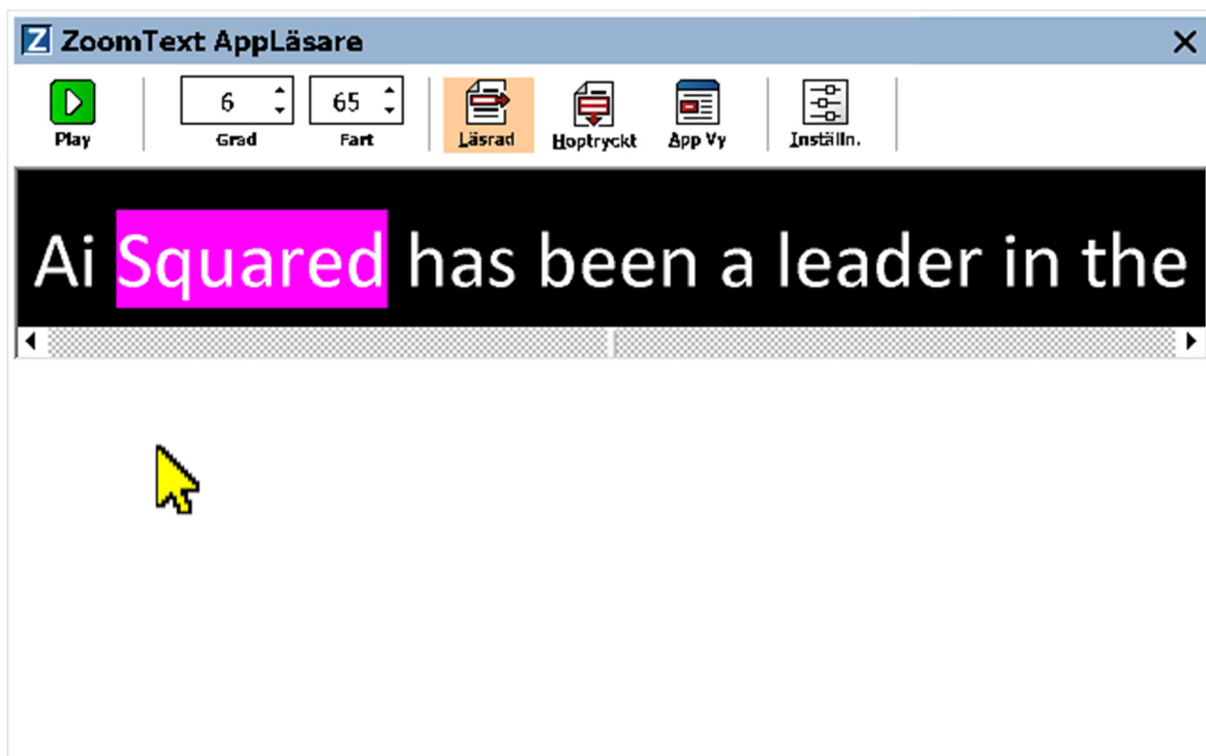 Z ZoomText AppLäsare
6 65
Play Grad Fart Läsrad Hoptryckt App Vy Inställn.
Ai Squared has been a leader in the